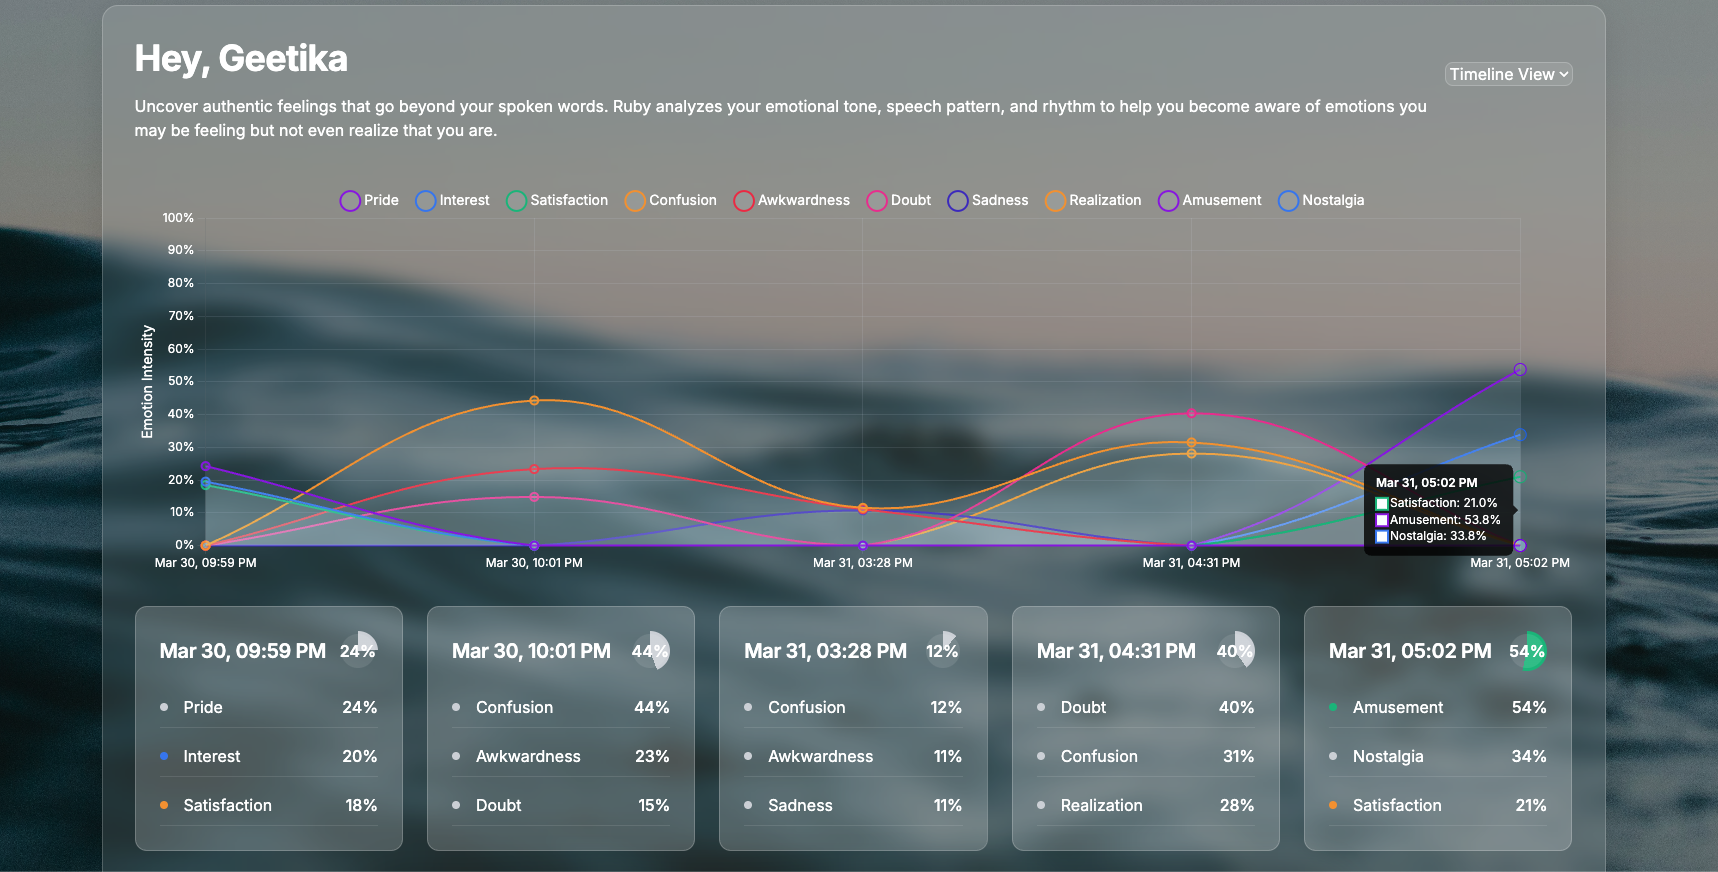 Hey, Geetika
Timeline View
Uncover authentic feelings that go beyond your spoken words. Ruby analyzes your emotional tone, speech pattern, and rhythm to help you become aware of emotions you
may be feeling but not even realize that you are.
Pride Interest Satisfaction Confusion Awkwardness Doubt Sadness Realization Amusement Nostalgia
Emotion Intensity
100%
90%
80%
70%
60%
50%
40%
30%
20%
10%
0%
Mar 31, 05:02 PM
Satisfaction: 21.0%
Amusement: 53.8%
Nostalgia: 33.8%
Mar 30, 09:59 PM Mar 30, 10:01 PM Mar 31, 03:28 PM Mar 31, 04:31 PM Mar 31, 05:02 PM
Mar 30, 09:59 PM 24%
Pride 24%
Interest 20%
Satisfaction 18%
Mar 30, 10:01 PM 44%
Confusion 44%
Awkwardness 23%
Doubt 15%
Mar 31, 03:28 PM 12%
Confusion 12%
Awkwardness 11%
Sadness 11%
Mar 31, 04:31 PM 40%
Doubt 40%
Confusion 31%
Realization 28%
Mar 31, 05:02 PM 54%
Amusement 54%
Nostalgia 34%
Satisfaction 21%